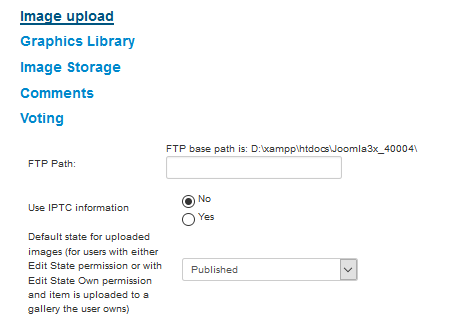 Image upload
Graphics Library
Image Storage
Comments
Voting
FTP base path is: D:\xampp\htdocs\Joomla3x_40004\
FTP Path:
Use IPTC information
No
Yes
Default state for uploaded
images (for users with either
Edit State permission or with
Edit State Own permission
and item is uploaded to a
gallery the user owns)
Published